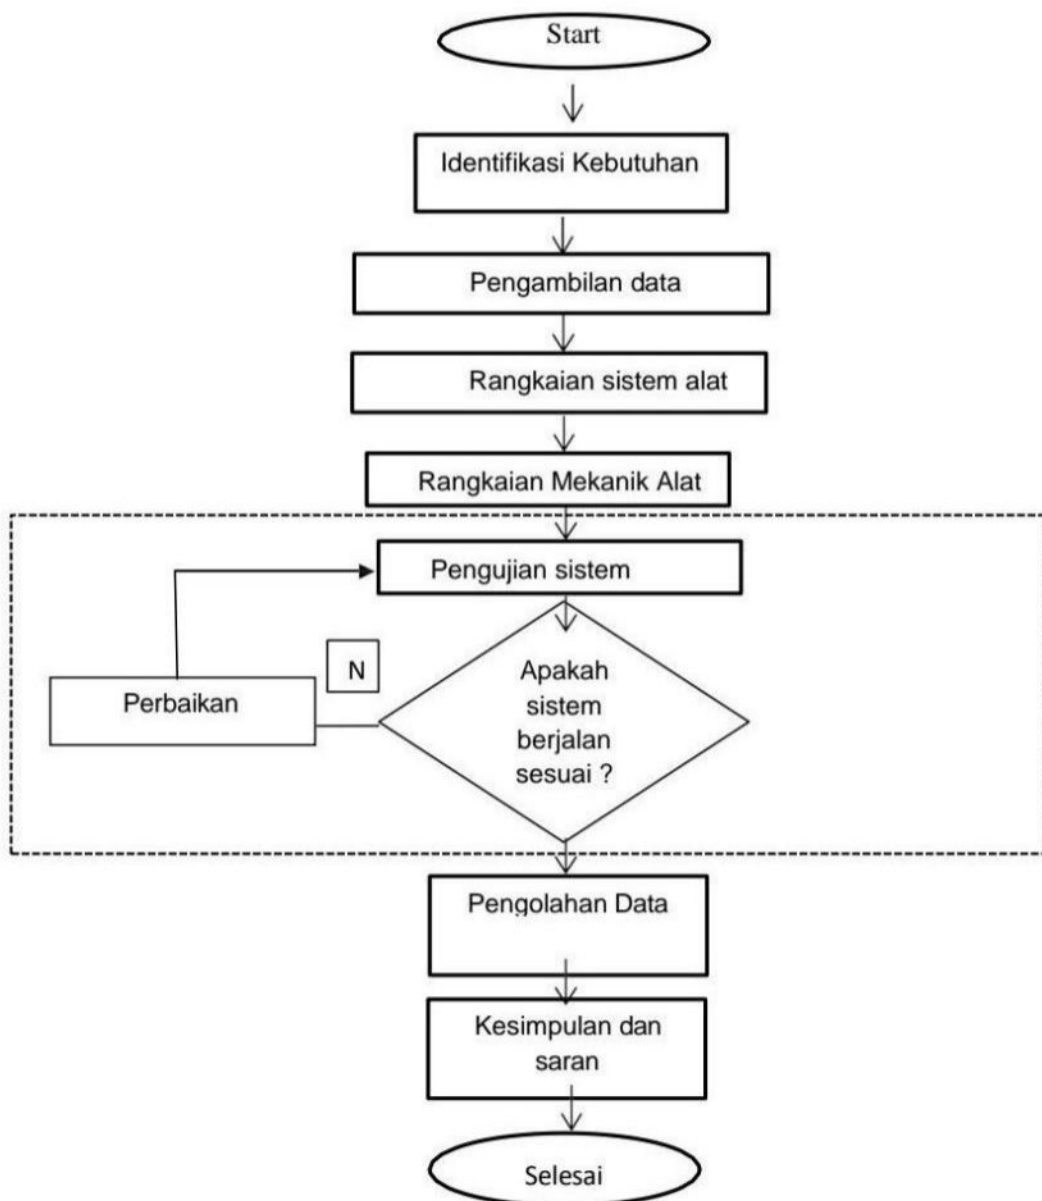 Start
Identifikasi Kebutuhan
Pengambilan data
Rangkaian sistem alat
Rangkaian Mekanik Alat
Pengujian sistem
N
Perbaikan
Apakah
sistem
berjalan
sesuai ?
Pengolahan Data
Kesimpulan dan
saran
Selesai